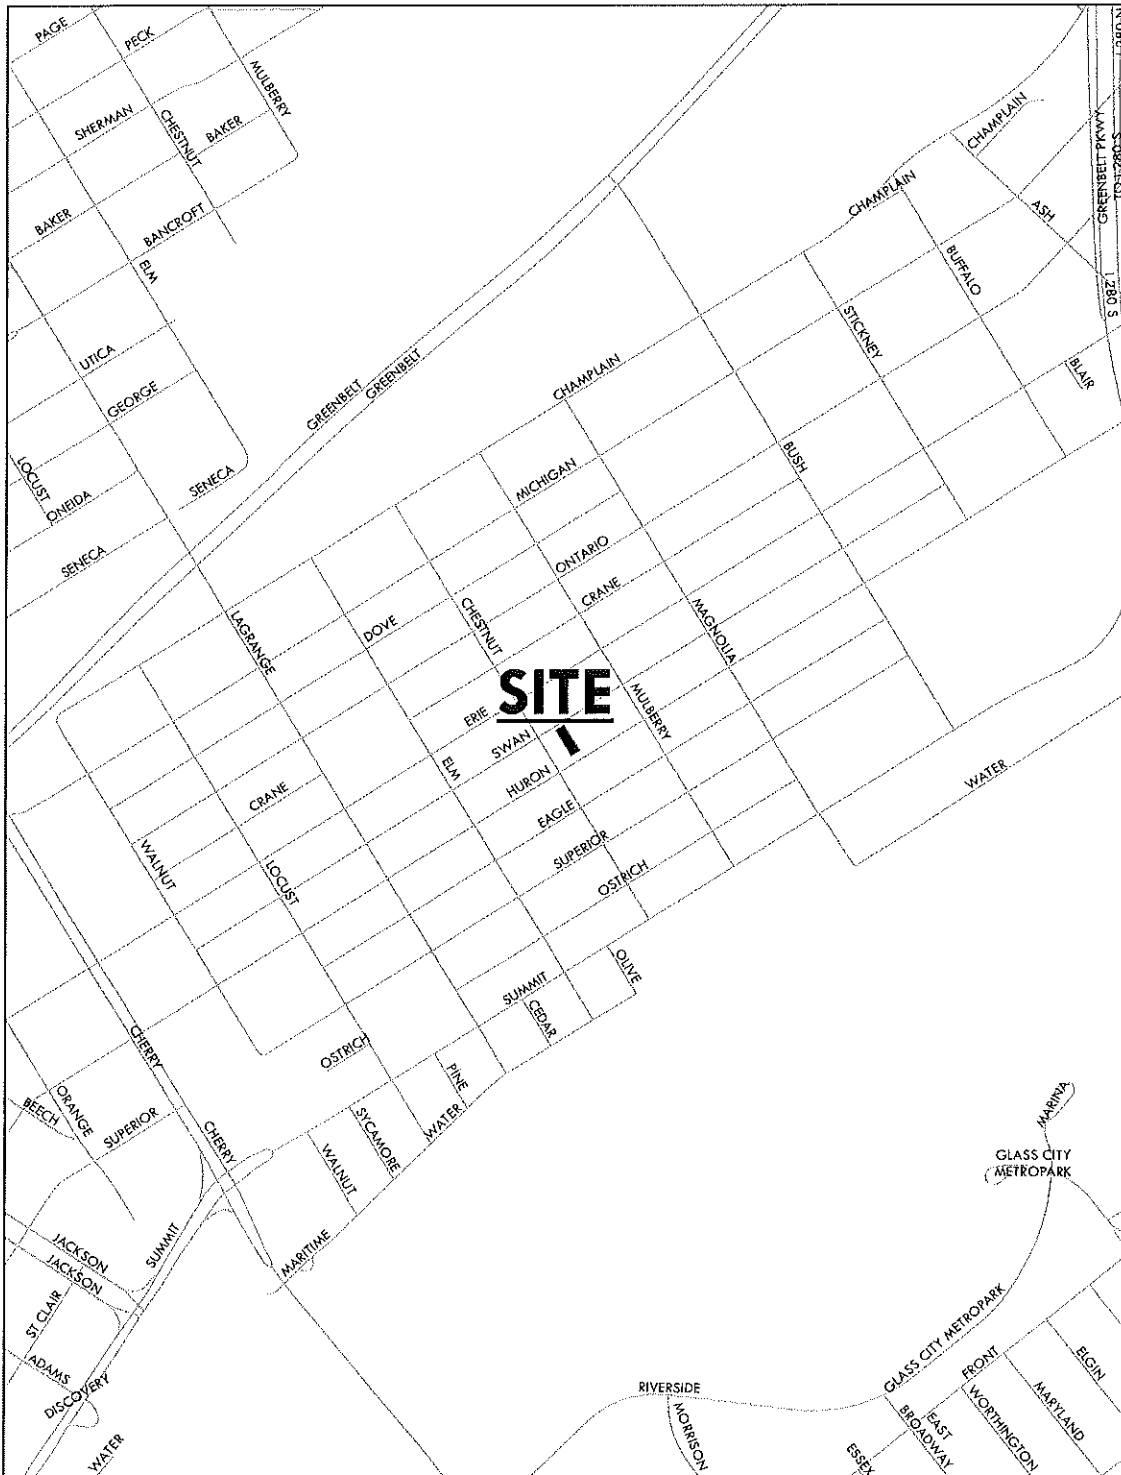 PAGE
PECK
MULBERRY
SHERMAN
CHESTNUT
BAKER
BAKER
BANCROFT
ELM
UTICA
GEORGE
LOCUST
ONEIDA
SENECA
SENECA
GREENBELT
GREENBELT
CHAMPLAIN
CHAMPLAIN
CHAMPLAIN
ASH
GREENBELT PKWY
I 280 N
TO I-280 S
I 280 S
BUFFALO
STICKNEY
BLAIR
BUSH
MICHIGAN
ONTARIO
CRANE
DOVE
CHESTNUT
LAGRANGE
MAGNOLIA
MULBERRY
SITE
ERIE
SWAN
HURON
ELM
EAGLE
SUPERIOR
OSTRICH
WATER
CRANE
WALNUT
LOCUST
OLIVE
SUMMIT
CEDAR
OSTRICH
PINE
CHERRY
WATER
ORANGE
BEECH
SUPERIOR
CHERRY
SYCAMORE
WALNUT
MARINA
GLASS CITY
METROPARK
SUMMIT
JACKSON
JACKSON
MARITIME
ST CLAIR
ADAMS
DISCOVERY
WATER
GLASS CITY METROPARK
FRONT
ELGIN
RIVERSIDE
MORRISON
MARYLAND
WORTHINGTON
EAST
BROADWAY
ESSEX